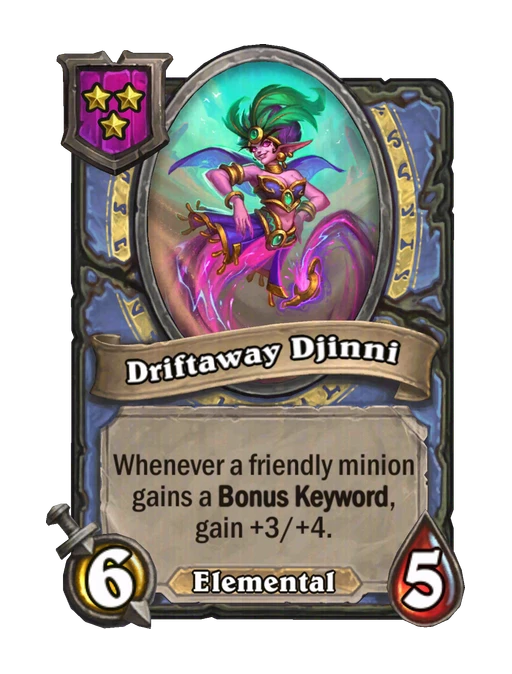 Driftaway Djinni
Whenever a friendly minion
gains a Bonus Keyword,
gain +3/+4.
6
Elemental
5